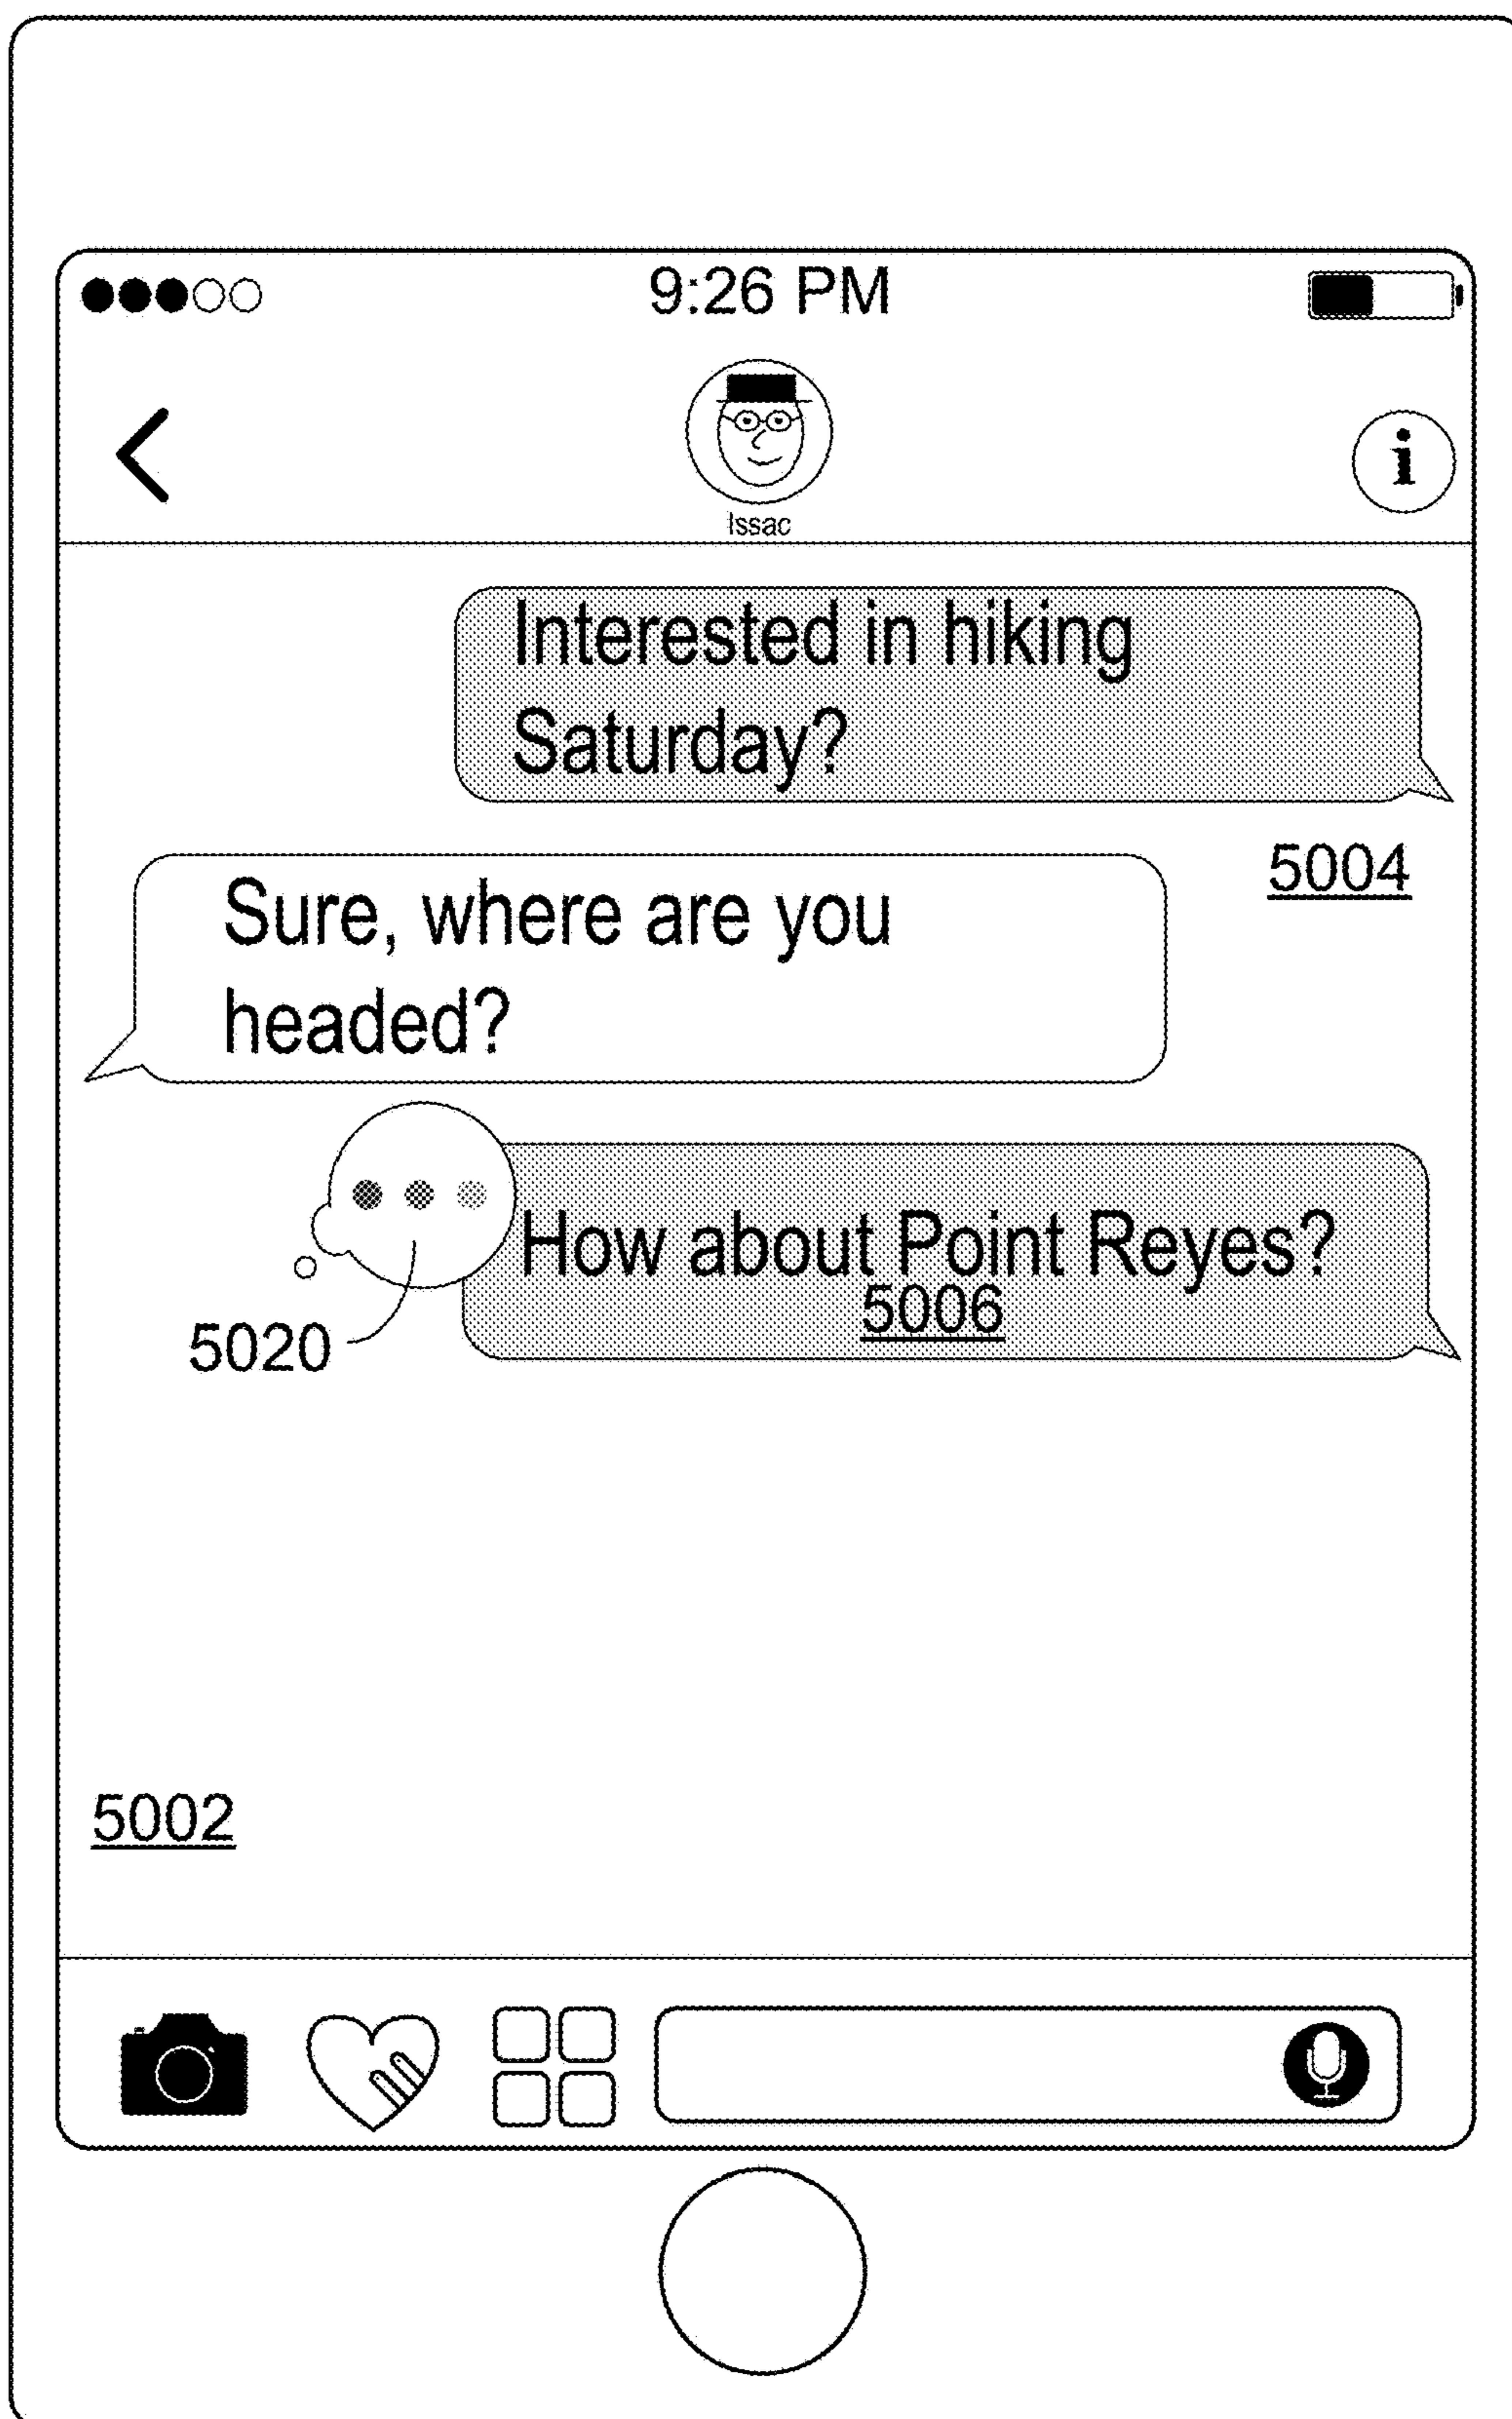 9:26 PM
i
Issac
Interested in hiking
Saturday?
5004
Sure, where are you
headed?
How about Point Reyes?
5006
5020
5002